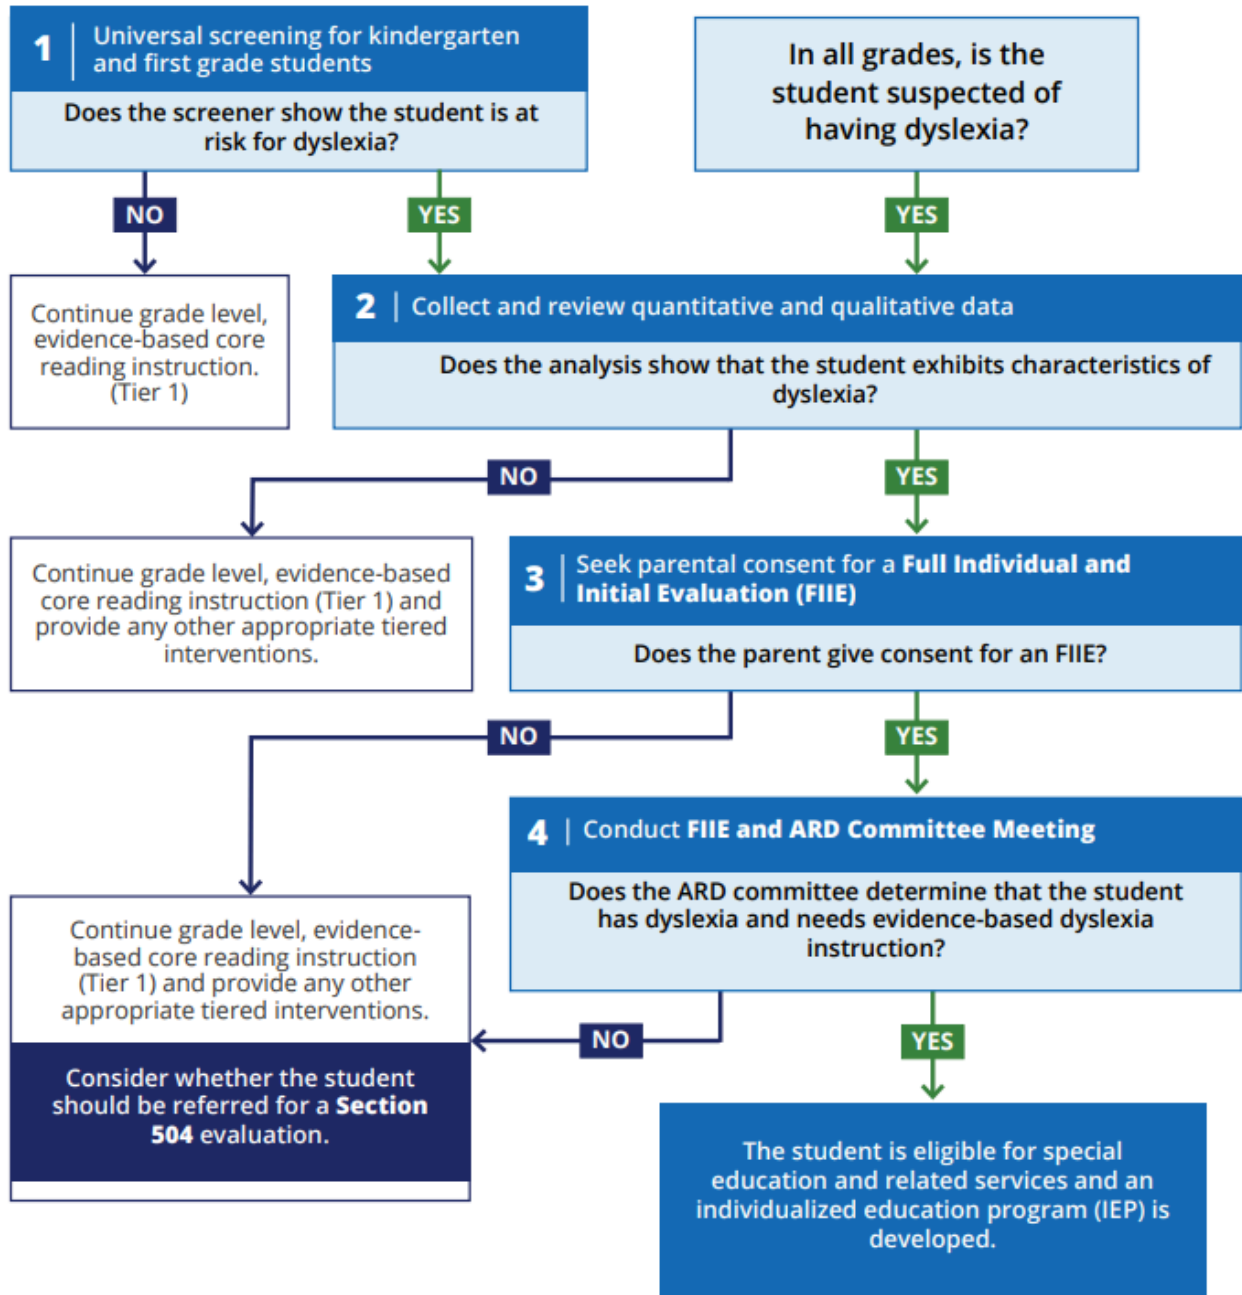 1
Universal screening for kindergarten
and first grade students
Does the screener show the student is at
risk for dyslexia?
In all grades, is the
student suspected of
having dyslexia?
NO
YES
YES
Continue grade level,
evidence-based core
reading instruction.
(Tier 1)
2
Collect and review quantitative and qualitative data
Does the analysis show that the student exhibits characteristics of
dyslexia?
NO
YES
Continue grade level, evidence-based
core reading instruction (Tier 1) and
provide any other appropriate tiered
interventions.
3
Seek parental consent for a Full Individual and
Initial Evaluation (FIIE)
Does the parent give consent for an FIIE?
NO
YES
4
Conduct FIIE and ARD Committee Meeting
Does the ARD committee determine that the student
has dyslexia and needs evidence-based dyslexia
instruction?
Continue grade level, evidence-
based core reading instruction
(Tier 1) and provide any other
appropriate tiered interventions.
NO
YES
Consider whether the student
should be referred for a Section
504 evaluation.
The student is eligible for special
education and related services and an
individualized education program (IEP) is
developed.